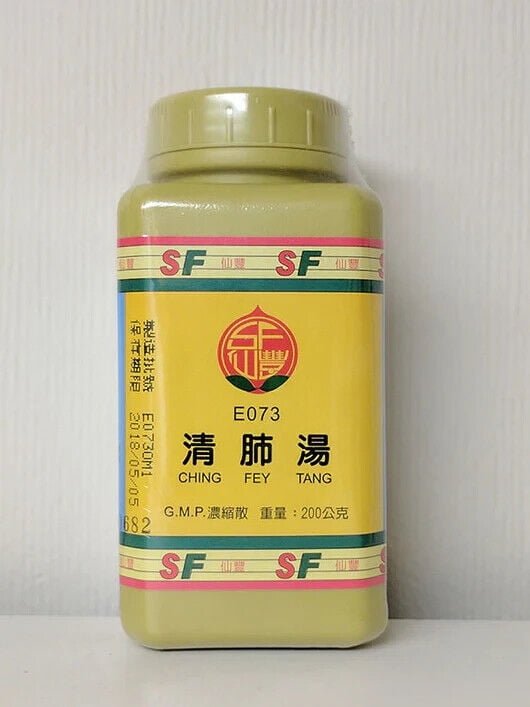 SF 仙豐 SF 仙豐
E073
清肺湯
CHING FEY TANG
G.M.P.濃縮散 重量：200公克
製造批號 E0730M1
保存期限 2018/05/05
682
SF 仙豐 SF 仙豐